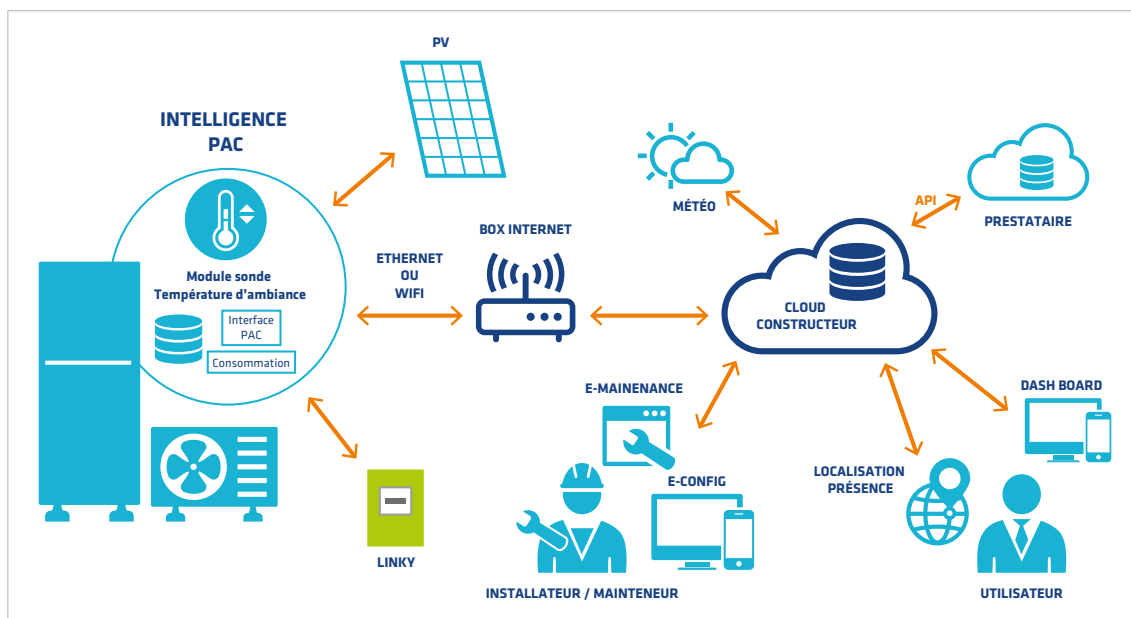 PV
INTELLIGENCE
PAC
Module sonde
Température d'ambiance
Interface
PAC
Consommation
ETHERNET
OU
WIFI
BOX INTERNET
LINKY
MÉTÉO
API
PRESTATAIRE
CLOUD
CONSTRUCTEUR
E-MAINENANCE
E-CONFIG
INSTALLATEUR / MAINTENEUR
DASH BOARD
LOCALISATION
PRÉSENCE
UTILISATEUR